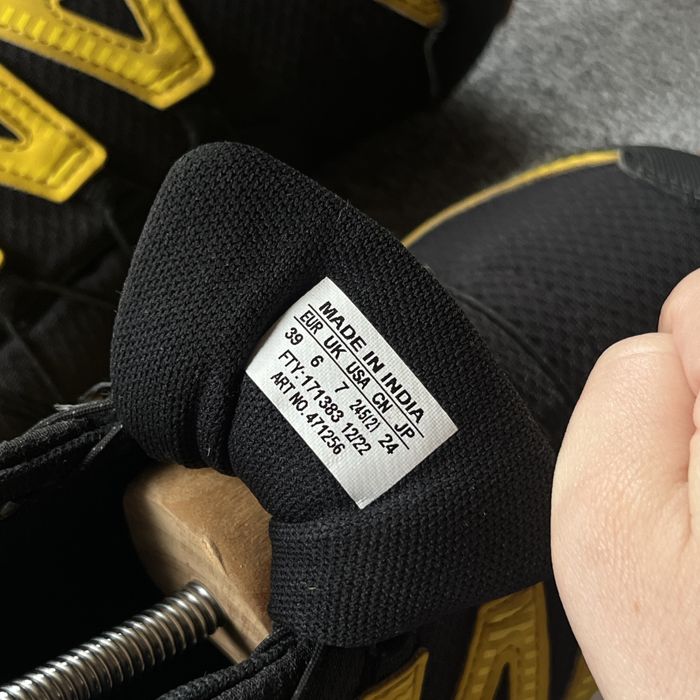 MADE IN INDIA
EUR UK USA CN JP
39 6 7 245(2) 24
FTY: 171383 12/22
ART NO. 471256